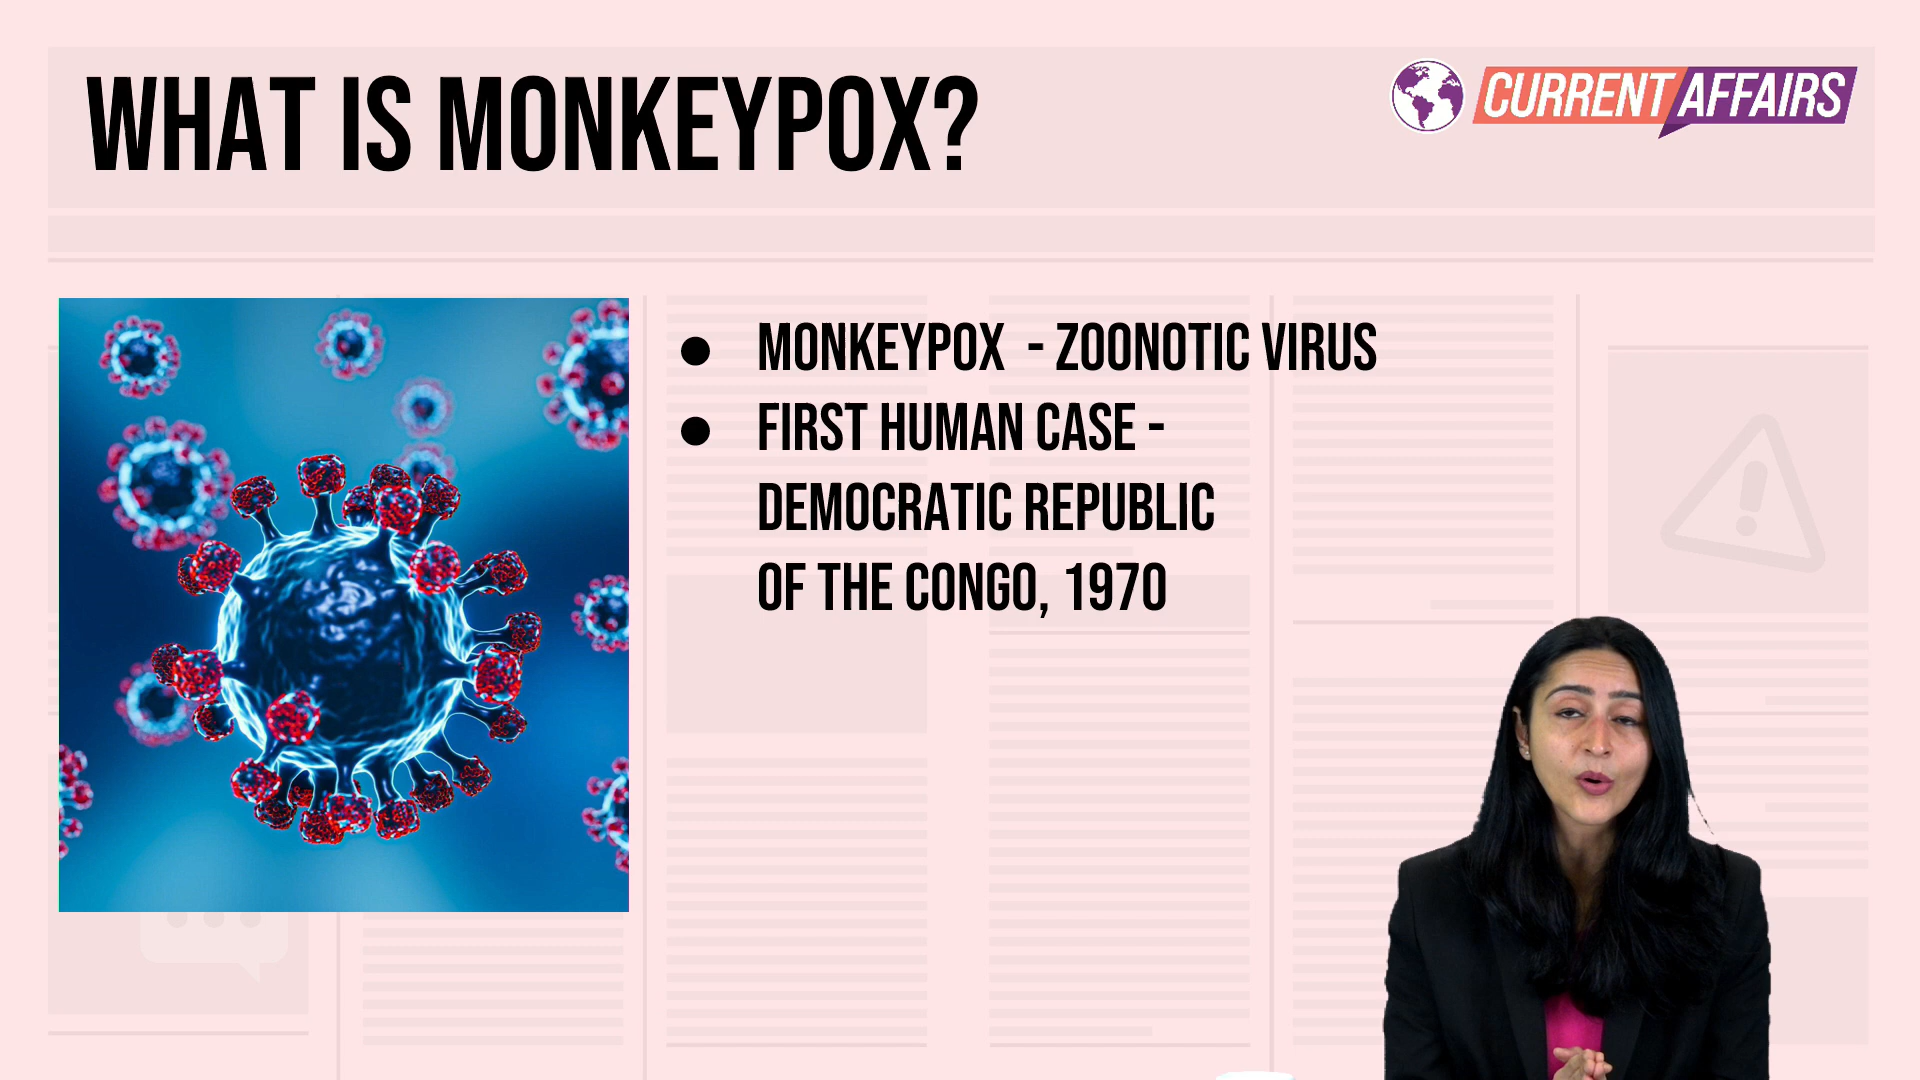 WHAT IS MONKEYPOX?
CURRENT AFFAIRS
● MONKEYPOX - ZOONOTIC VIRUS
● FIRST HUMAN CASE -
DEMOCRATIC REPUBLIC
OF THE CONGO, 1970